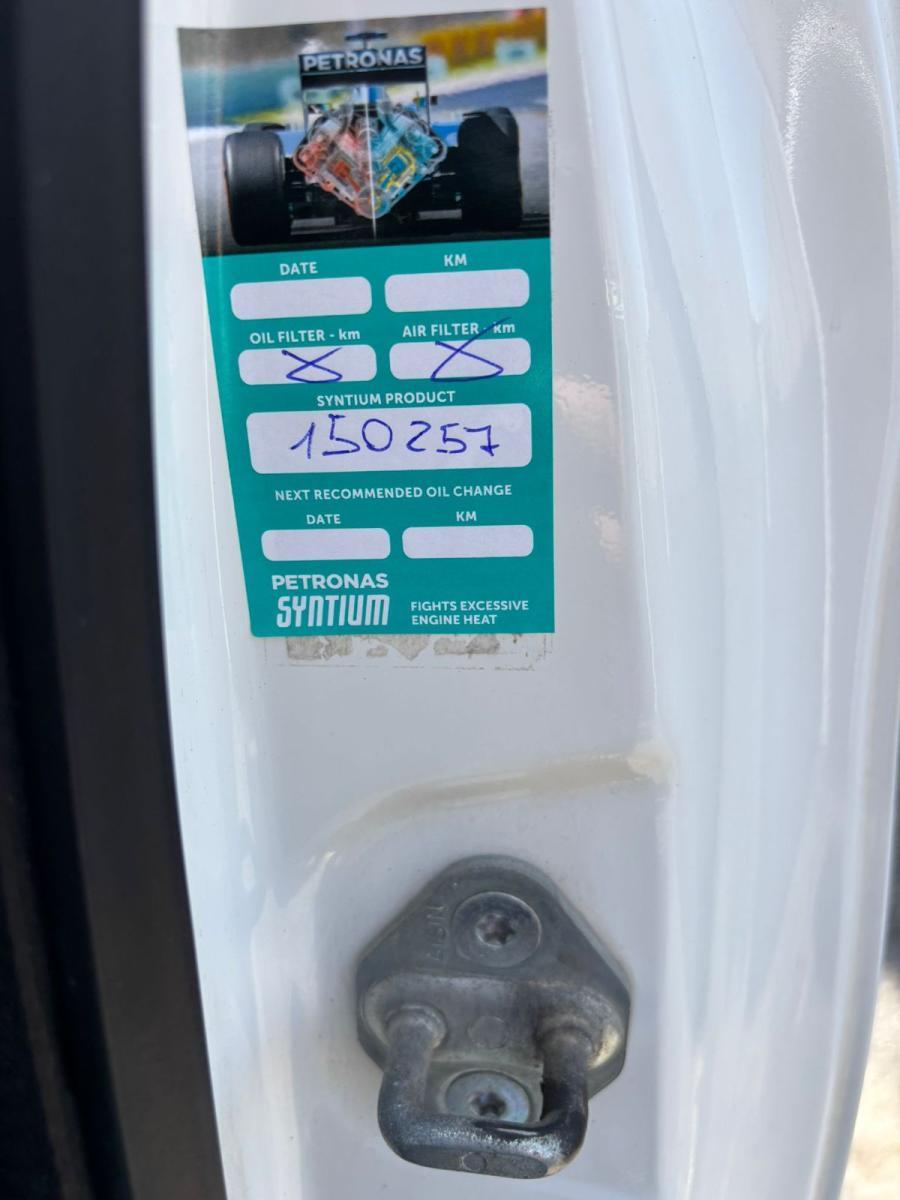 PETRONAS
DATE KM
OIL FILTER - km AIR FILTER - km
X X
SYNTIUM PRODUCT
150257
NEXT RECOMMENDED OIL CHANGE
DATE KM
PETRONAS
SYNTIUM
FIGHTS EXCESSIVE
ENGINE HEAT